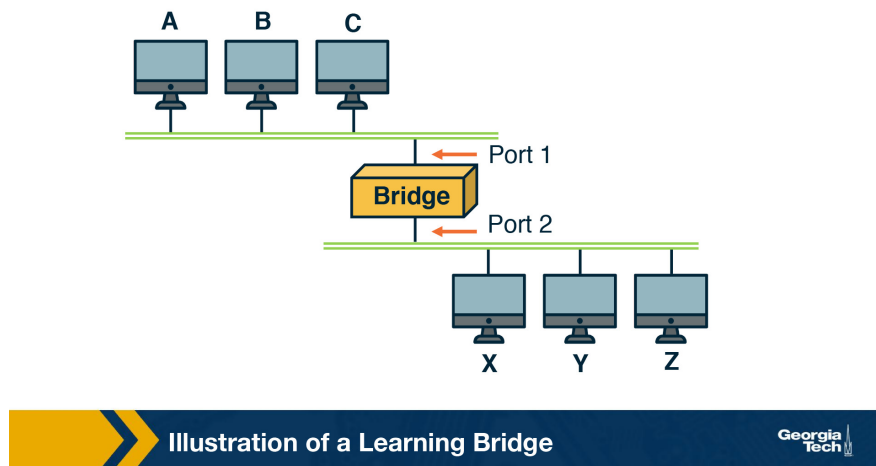 A B C
Port 1
Bridge
Port 2
X Y Z
Illustration of a Learning Bridge
Georgia
Tech